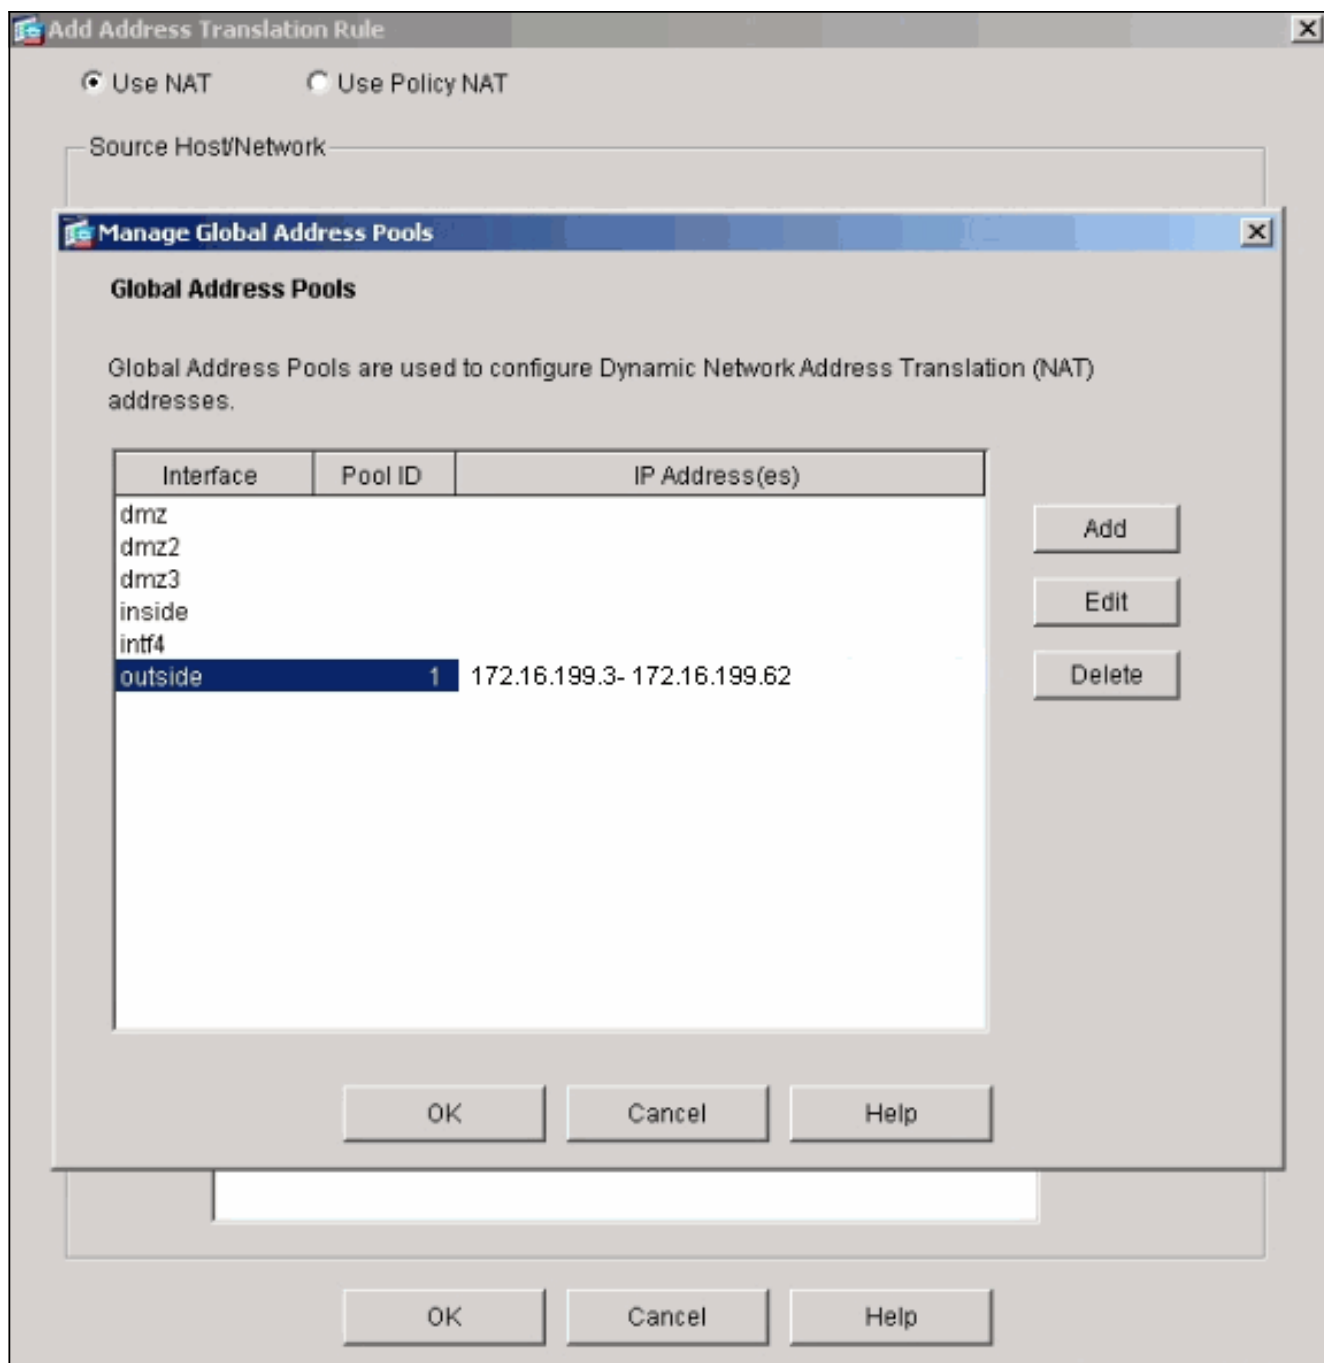 Add Address Translation Rule
Use NAT Use Policy NAT
Source Host/Network
Manage Global Address Pools
Global Address Pools
Global Address Pools are used to configure Dynamic Network Address Translation (NAT)
addresses.
Interface Pool ID IP Address(es)
dmz
dmz2
dmz3
inside
intf4
outside 1 172.16.199.3- 172.16.199.62
Add
Edit
Delete
OK Cancel Help
OK Cancel Help